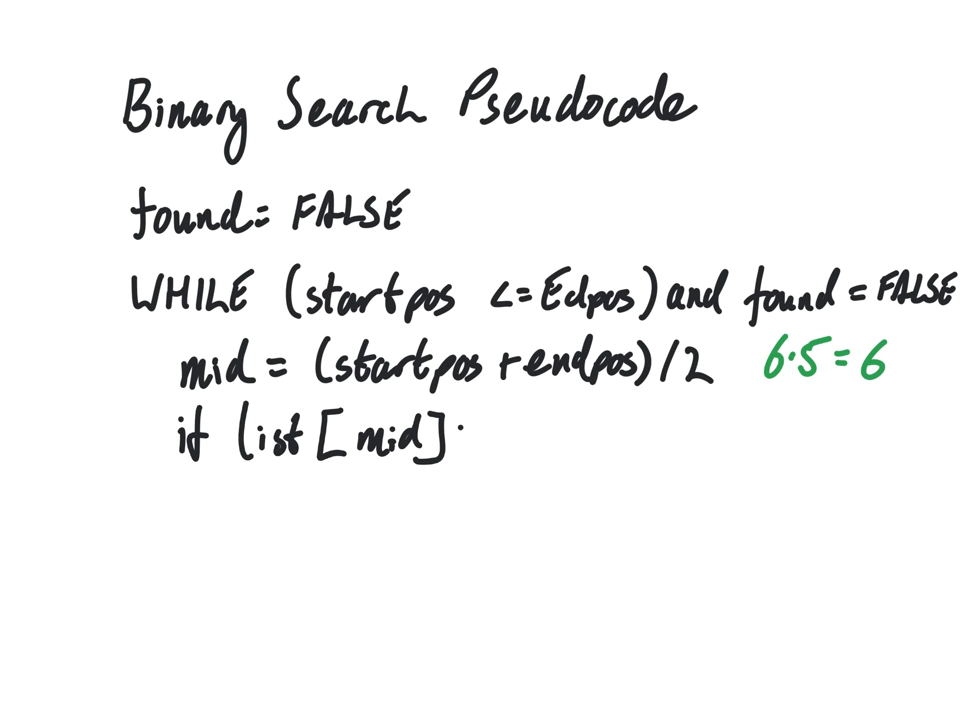 Binary Search Pseudocode
found= FALSE
WHILE (startpos <= Edpos) and found = FALSE
mid = (startpos + endpos)/2 6.5 = 6
if list [mid] .